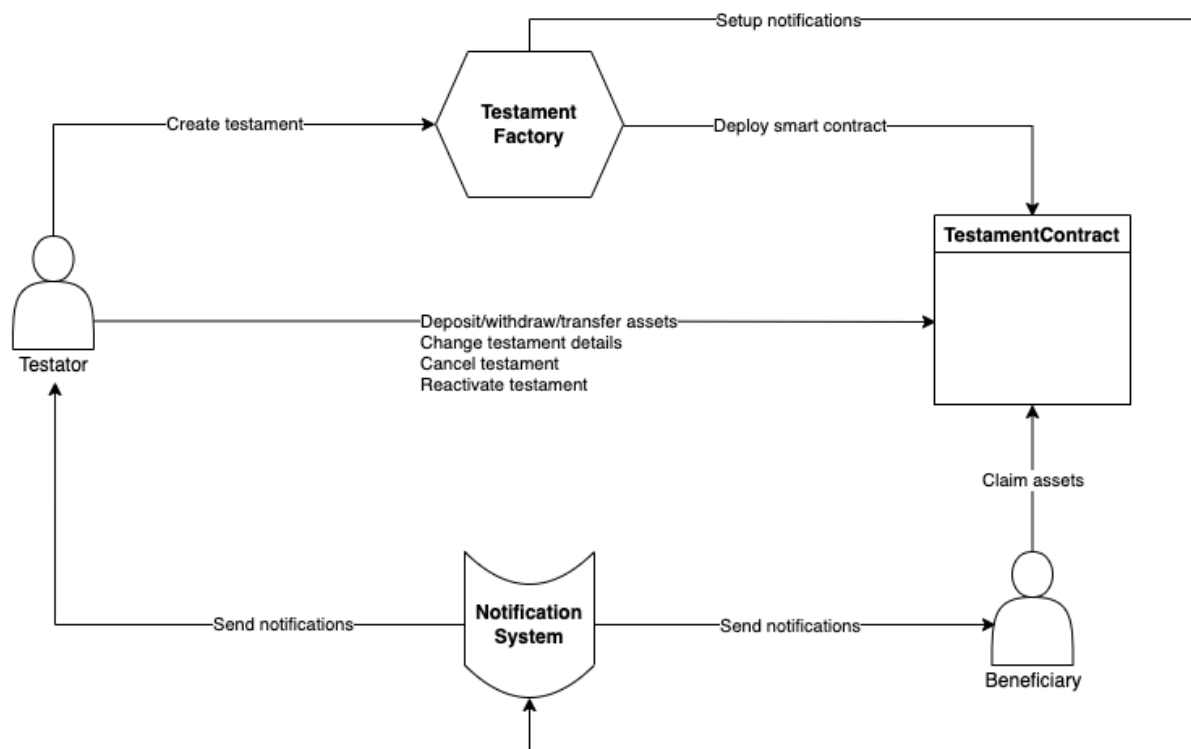 Setup notifications
Testament
Factory
Create testament
Deploy smart contract
TestamentContract
Deposit/withdraw/transfer assets
Change testament details
Cancel testament
Reactivate testament
Testator
Claim assets
Notification
System
Send notifications
Send notifications
Beneficiary